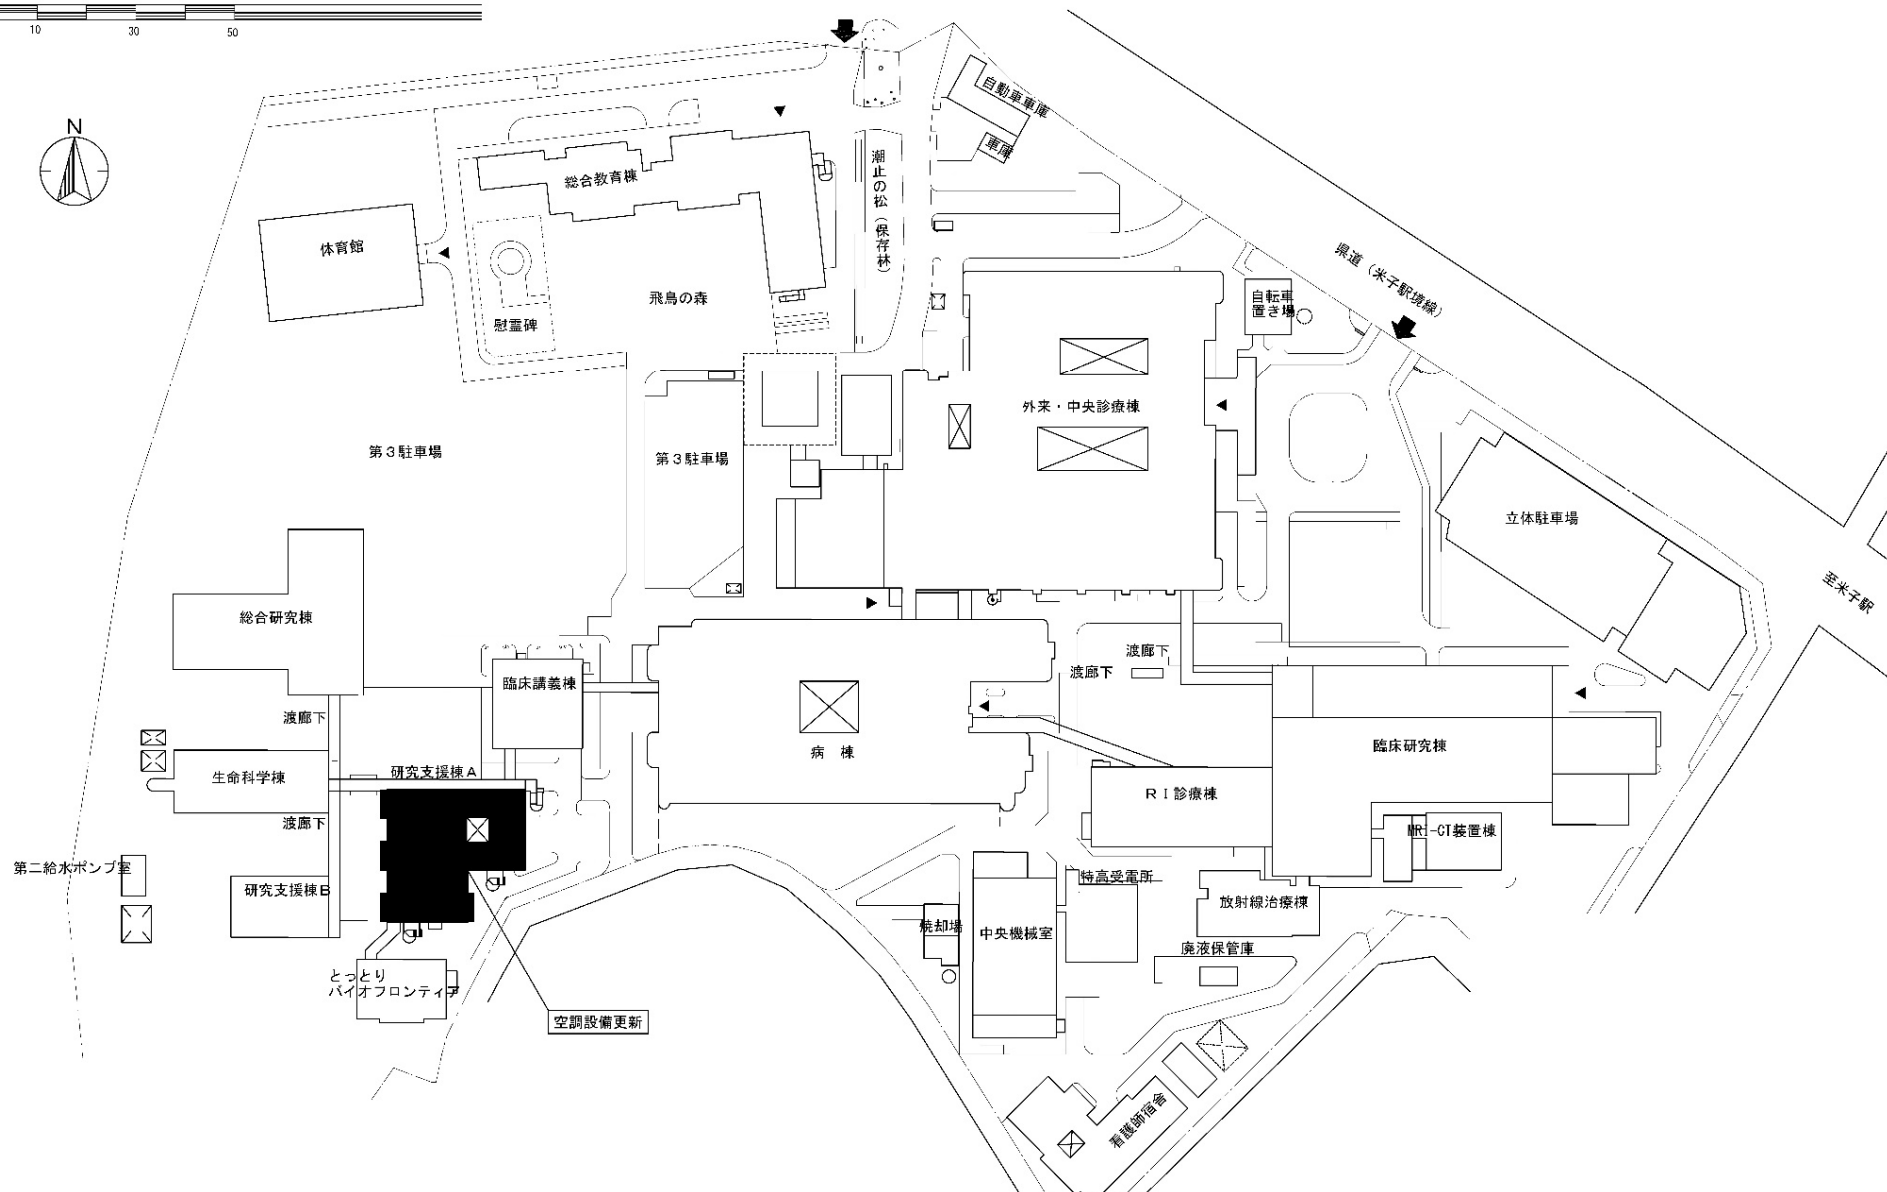 10 30 50
N
自動車車庫
車庫
潮止の松(保存林)
総合教育棟
体育館
飛鳥の森
慰霊碑
県道(米子駅境線)
自転車
置き場
外来・中央診療棟
第3駐車場
第3駐車場
立体駐車場
至米子駅
総合研究棟
渡廊下
渡廊下
臨床講義棟
渡廊下
病 棟
臨床研究棟
研究支援棟A
生命科学棟
RI診療棟
渡廊下
MRI-CT装置棟
第二給水ポンプ室
研究支援棟B
特高受電所
放射線治療棟
焼却場
中央機械室
廃液保管庫
とっとり
バイオフロンティア
空調設備更新
看護師宿舎